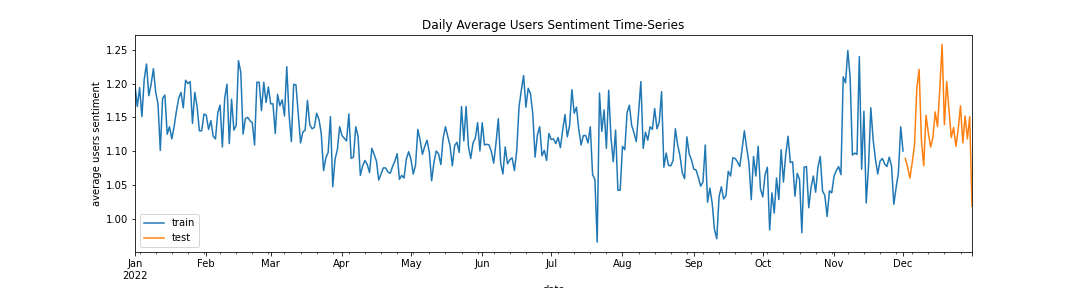 Daily Average Users Sentiment Time-Series
average users sentiment
1.25
1.20
1.15
1.10
1.05
1.00
train
test
Jan Feb Mar Apr May Jun Jul Aug Sep Oct Nov Dec
2022